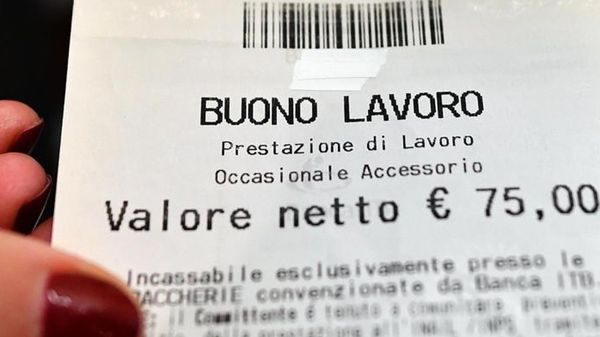 BUONO LAVORO
Prestazione di Lavoro
Occasionale Accessorio
Valore netto € 75,00
Incassabile esclusivamente presso le
convenzionate da Banca ITB
il Committente è tenuto a comunicare